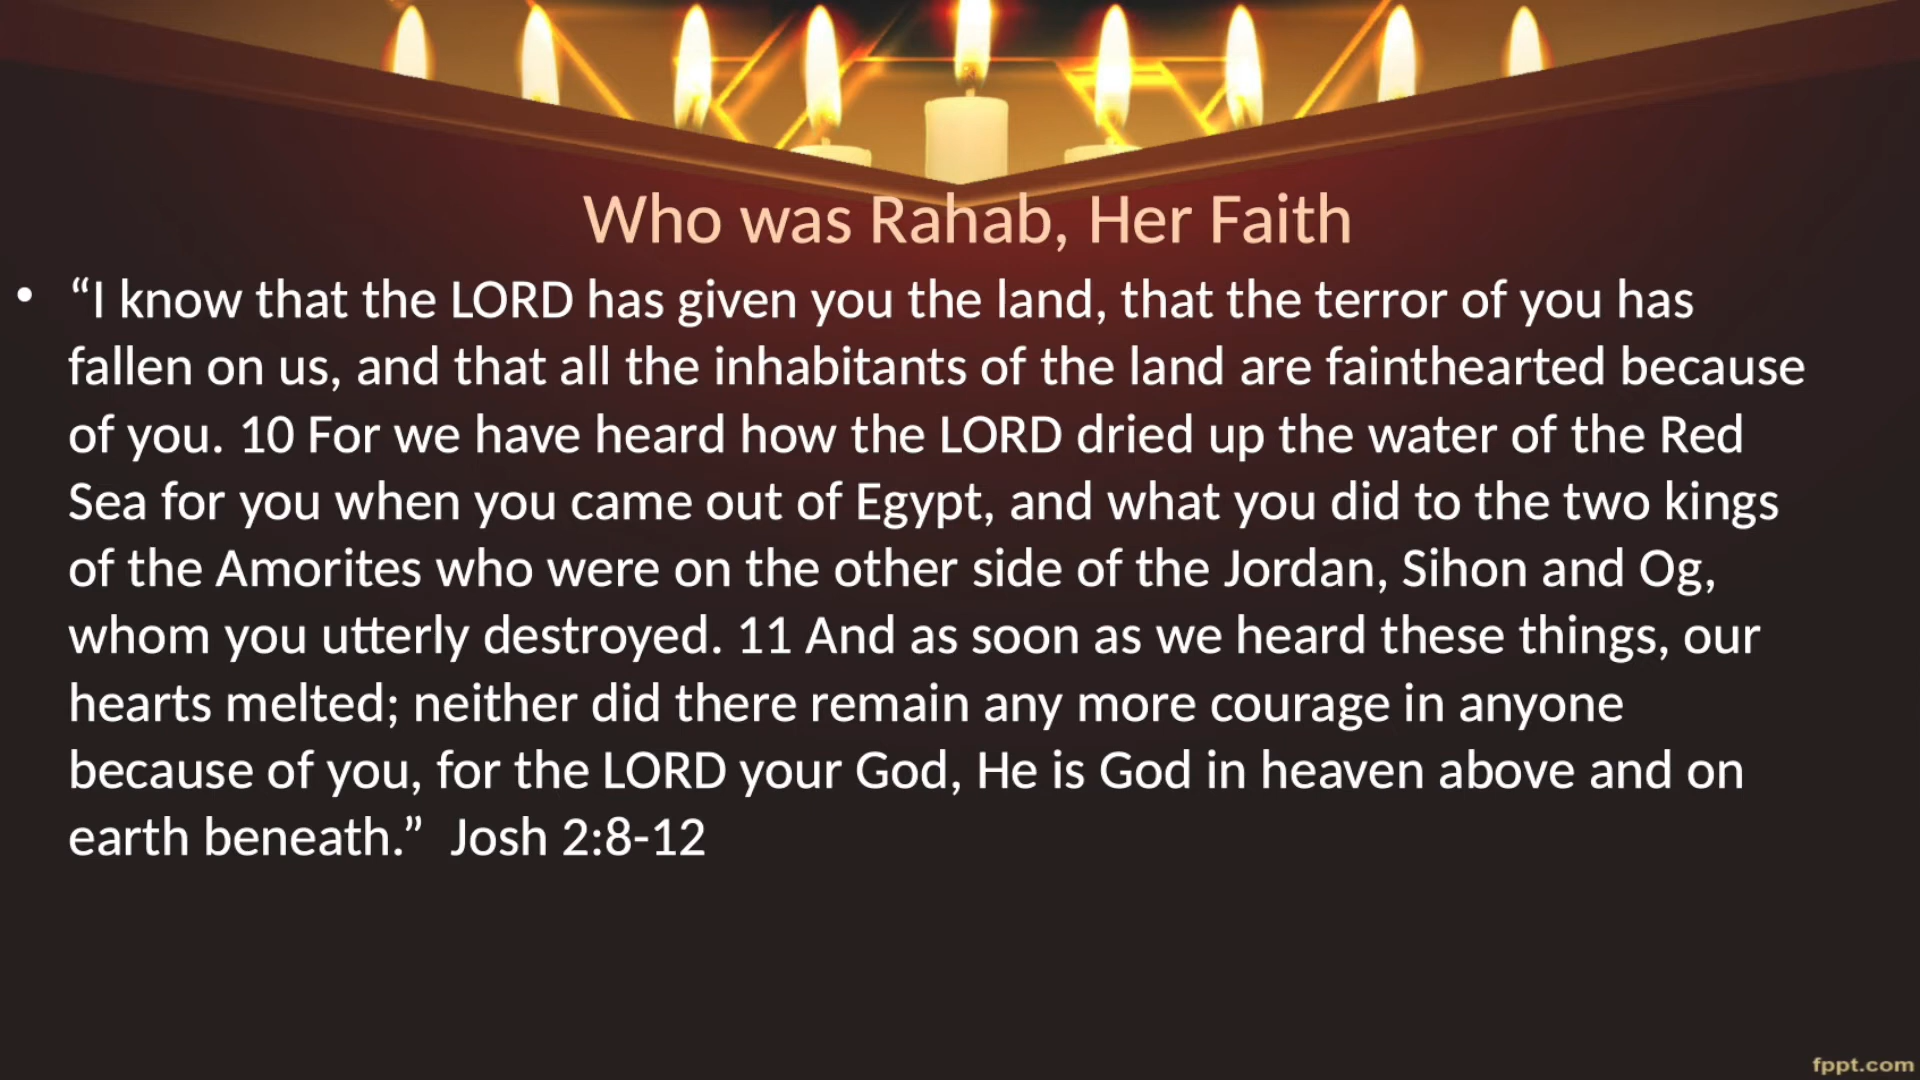 Who was Rahab, Her Faith
• “I know that the LORD has given you the land, that the terror of you has
fallen on us, and that all the inhabitants of the land are fainthearted because
of you. 10 For we have heard how the LORD dried up the water of the Red
Sea for you when you came out of Egypt, and what you did to the two kings
of the Amorites who were on the other side of the Jordan, Sihon and Og,
whom you utterly destroyed. 11 And as soon as we heard these things, our
hearts melted; neither did there remain any more courage in anyone
because of you, for the LORD your God, He is God in heaven above and on
earth beneath.”  Josh 2:8-12
fppt.com